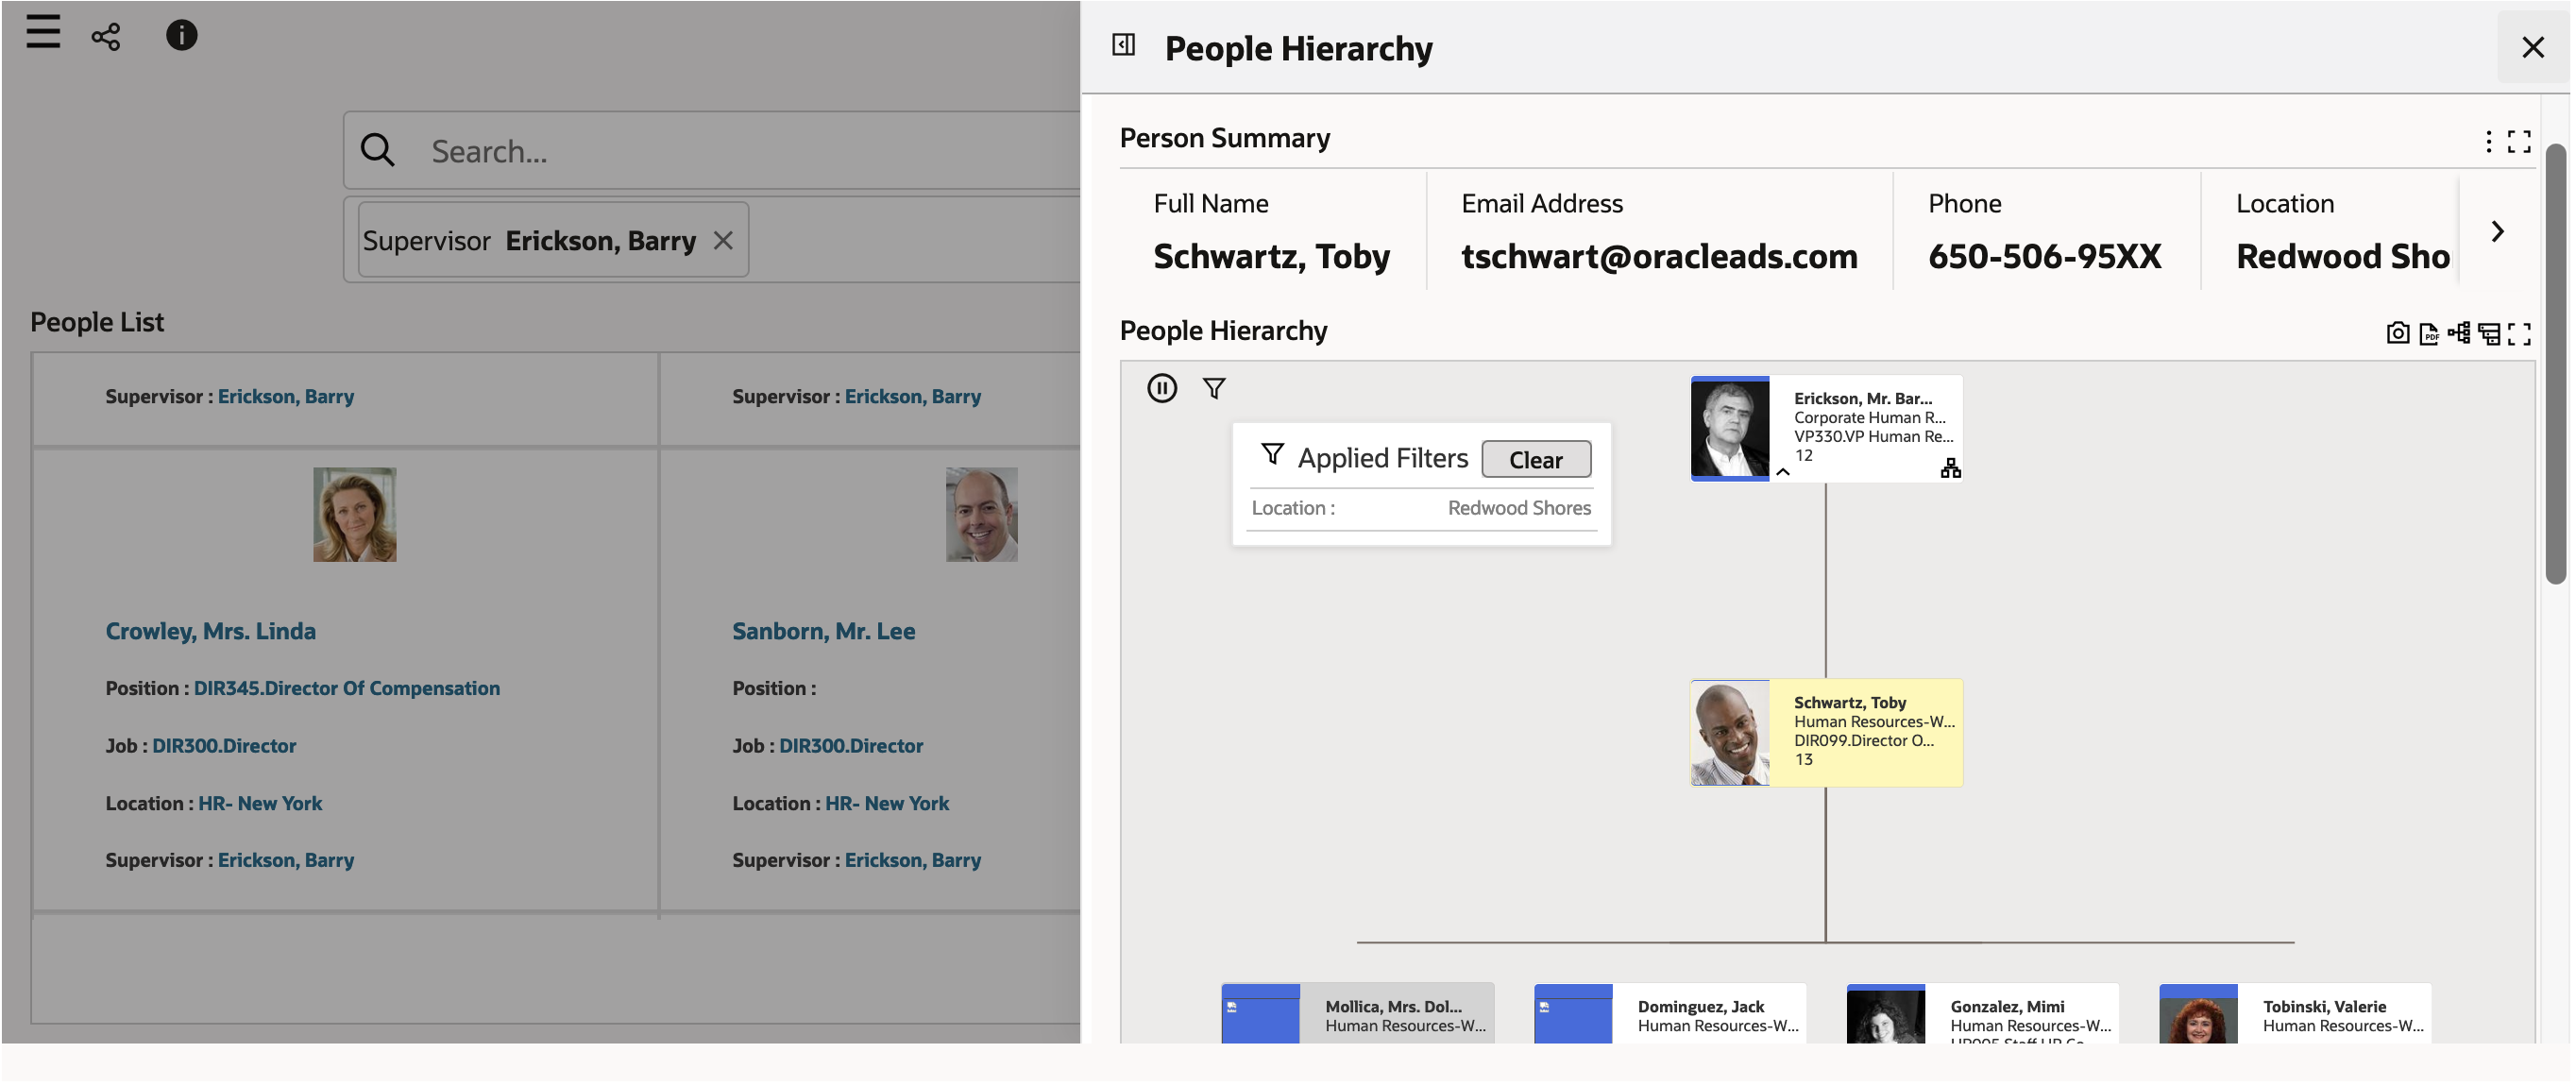 Search...
Supervisor Erickson, Barry
People List
Supervisor : Erickson, Barry
Supervisor : Erickson, Barry
Crowley, Mrs. Linda
Position : DIR345.Director Of Compensation
Job : DIR300.Director
Location : HR- New York
Supervisor : Erickson, Barry
Sanborn, Mr. Lee
Position :
Job : DIR300.Director
Location : HR- New York
Supervisor : Erickson, Barry
People Hierarchy
Person Summary
Full Name
Schwartz, Toby
Email Address
tschwart@oracleads.com
Phone
650-506-95XX
Location
Redwood Sho
People Hierarchy
PDF
Applied Filters Clear
Location : Redwood Shores
Erickson, Mr. Bar...
Corporate Human R...
VP330.VP Human Re...
12
Schwartz, Toby
Human Resources-W...
DIR099.Director O...
13
Mollica, Mrs. Dol...
Human Resources-W...
Dominguez, Jack
Human Resources-W...
Gonzalez, Mimi
Human Resources-W...
Tobinski, Valerie
Human Resources-W...